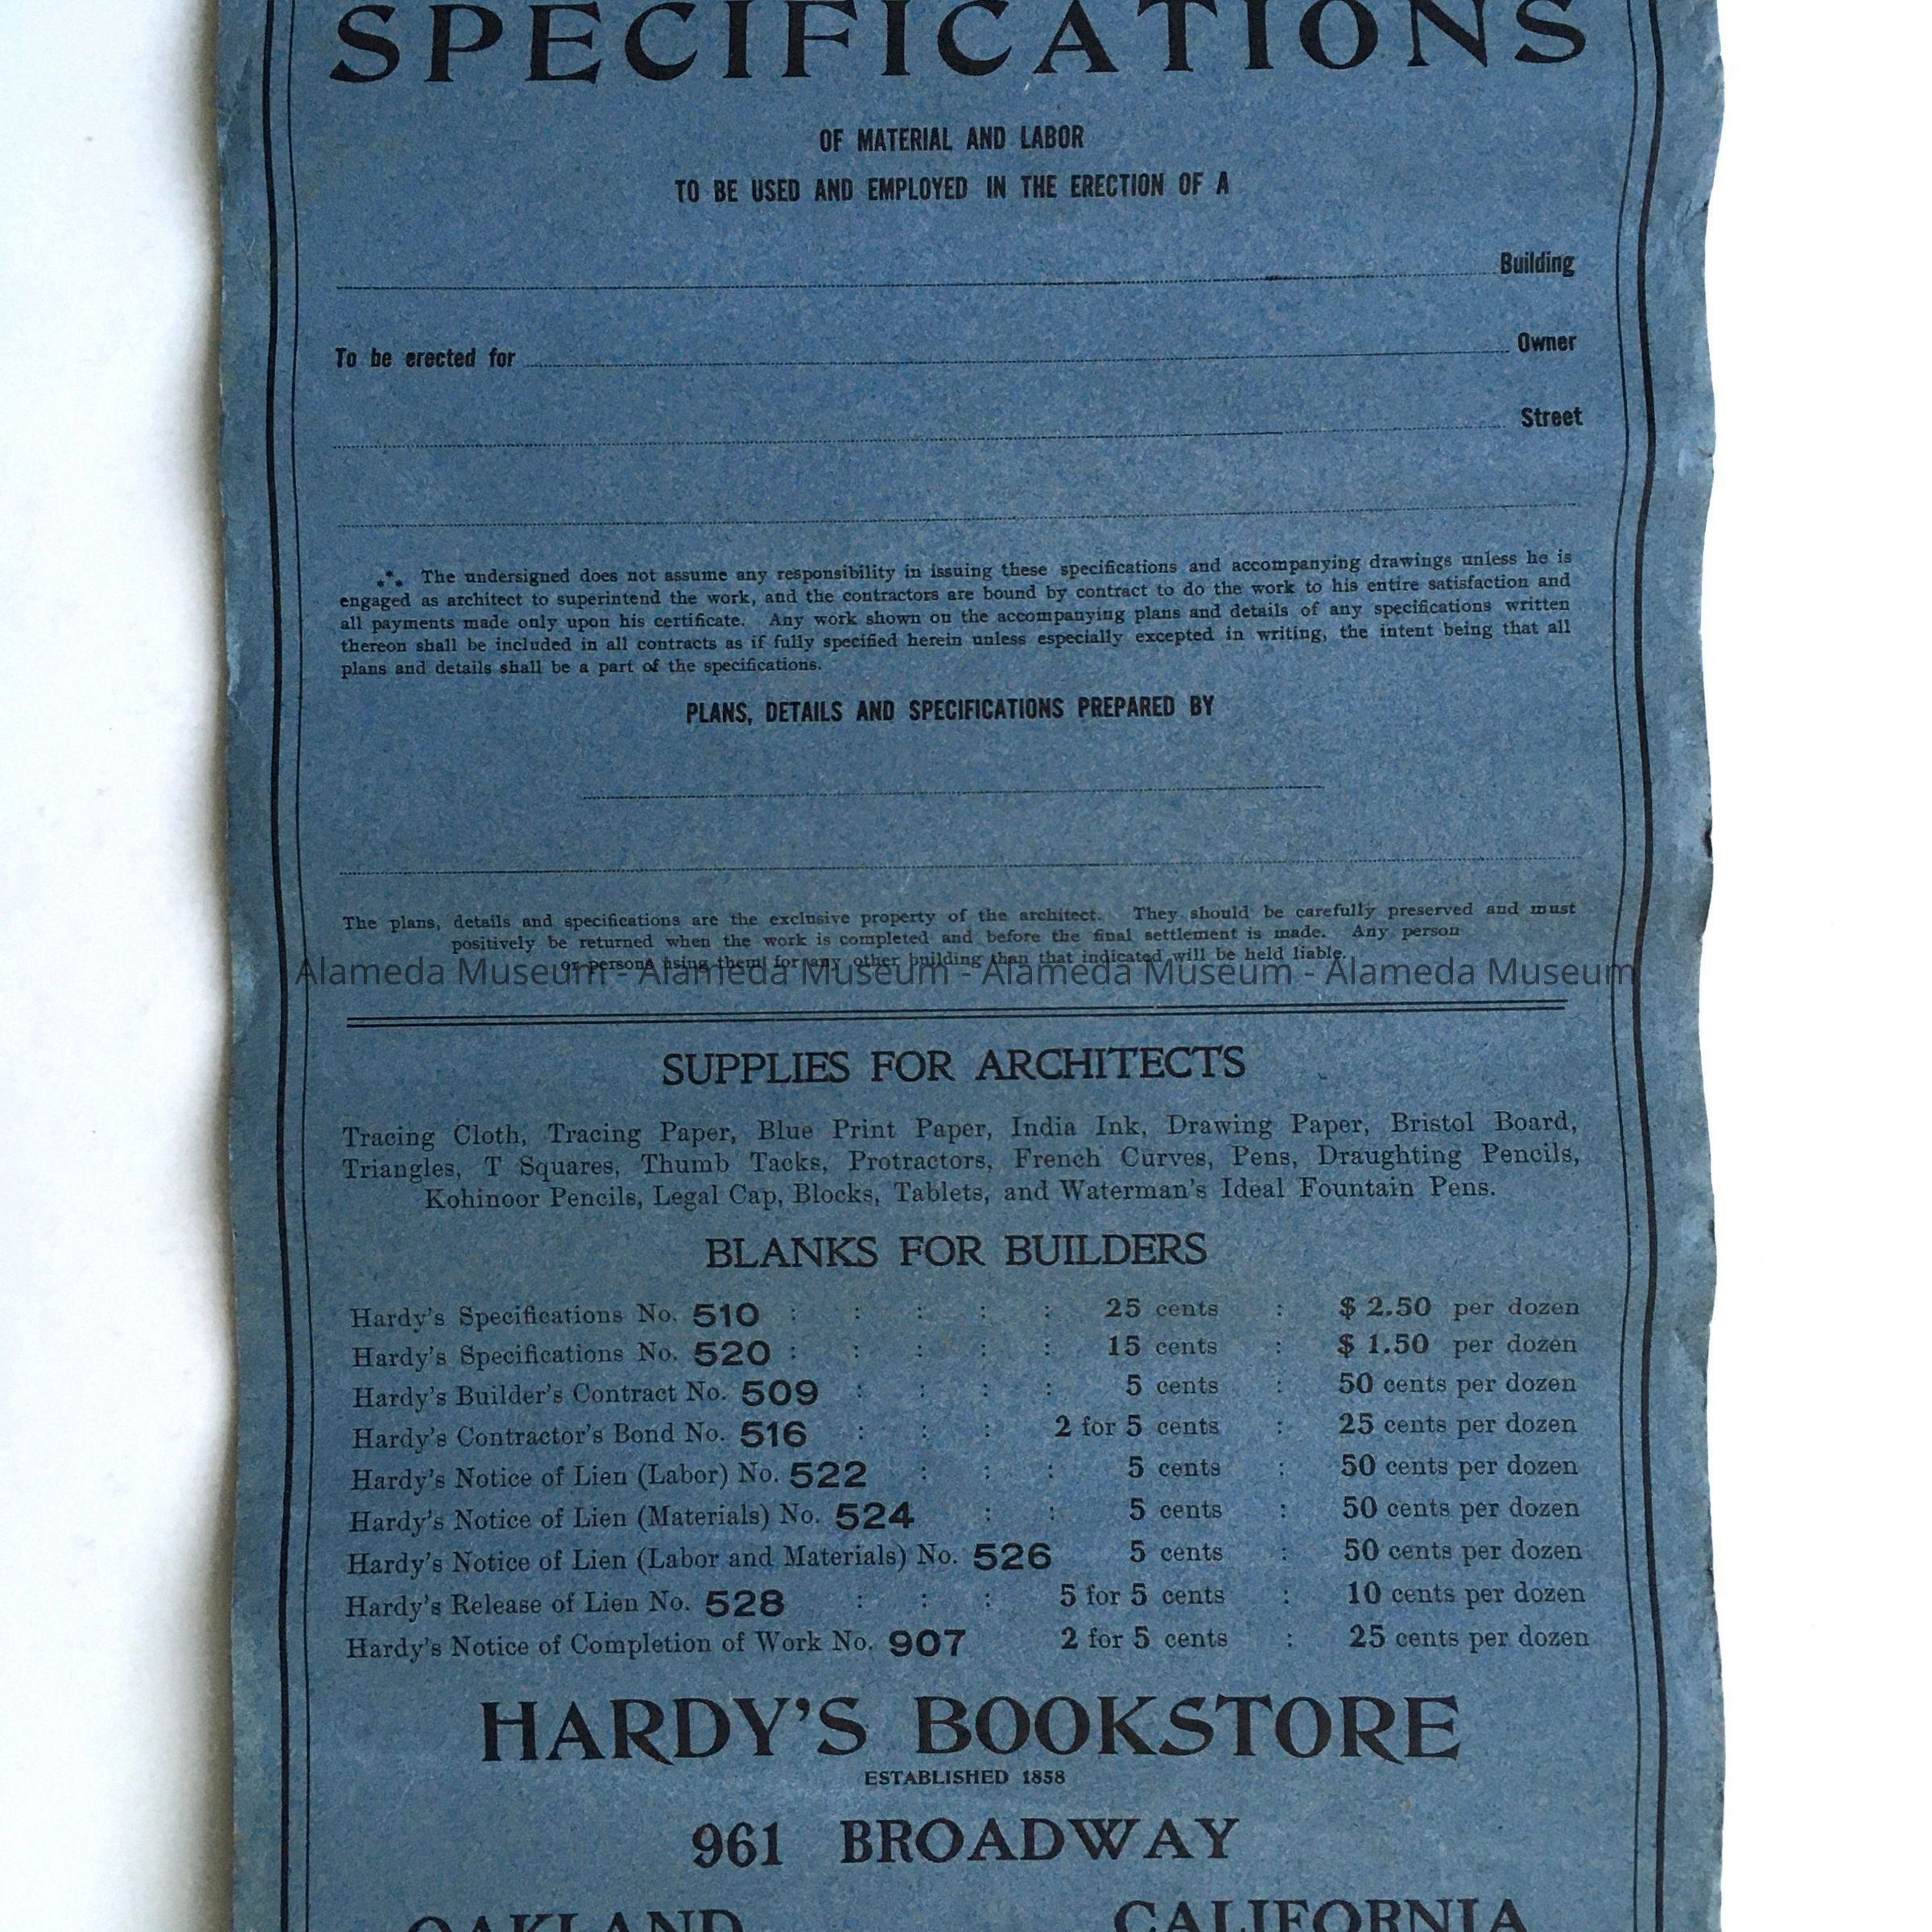 SPECIFICATIONS
OF MATERIAL AND LABOR
TO BE USED AND EMPLOYED IN THE ERECTION OF A
Building
To be erected for Owner
Street
The undersigned does not assume any responsibility in issuing these specifications and accompanying drawings unless he is
engaged as architect to superintend the work, and the contractors are bound by contract to do the work to his entire satisfaction and
all payments made only upon his certificate. Any work shown on the accompanying plans and details of any specifications written
thereon shall be included in all contracts as if fully specified herein unless especially excepted in writing, the intent being that all
plans and details shall be a part of the specifications.
PLANS, DETAILS AND SPECIFICATIONS PREPARED BY
The plans, details and specifications are the exclusive property of the architect. They should be carefully preserved and must
positively be returned when the work is completed and before the final settlement is made. Any person
or persons using them for any other building than that indicated will be held liable.
Alameda Museum - Alameda Museum - Alameda Museum - Alameda Museum
SUPPLIES FOR ARCHITECTS
Tracing Cloth, Tracing Paper, Blue Print Paper, India Ink, Drawing Paper, Bristol Board,
Triangles, T Squares, Thumb Tacks, Protractors, French Curves, Pens, Draughting Pencils,
Kohinoor Pencils, Legal Cap, Blocks, Tablets, and Waterman's Ideal Fountain Pens.
BLANKS FOR BUILDERS
Hardy's Specifications No. 510 : : : : : 25 cents : $ 2.50 per dozen
Hardy's Specifications No. 520 : : : : : 15 cents : $ 1.50 per dozen
Hardy's Builder's Contract No. 509 : : : : 5 cents : 50 cents per dozen
Hardy's Contractor's Bond No. 516 : : : 2 for 5 cents : 25 cents per dozen
Hardy's Notice of Lien (Labor) No. 522 : : : 5 cents : 50 cents per dozen
Hardy's Notice of Lien (Materials) No. 524 : : 5 cents : 50 cents per dozen
Hardy's Notice of Lien (Labor and Materials) No. 526 5 cents : 50 cents per dozen
Hardy's Release of Lien No. 528 : : : 5 for 5 cents : 10 cents per dozen
Hardy's Notice of Completion of Work No. 907 2 for 5 cents : 25 cents per dozen
HARDY'S BOOKSTORE
ESTABLISHED 1858
961 BROADWAY
OAKLAND CALIFORNIA